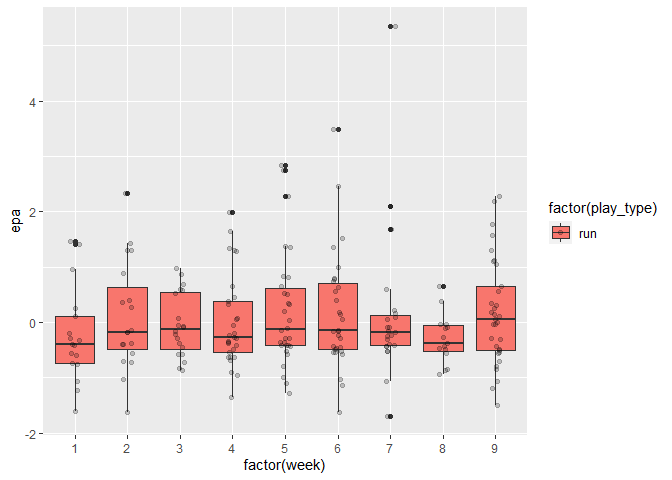 epa
4
2
0
-2
1 2 3 4 5 6 7 8 9
factor(week)
factor(play_type)
run